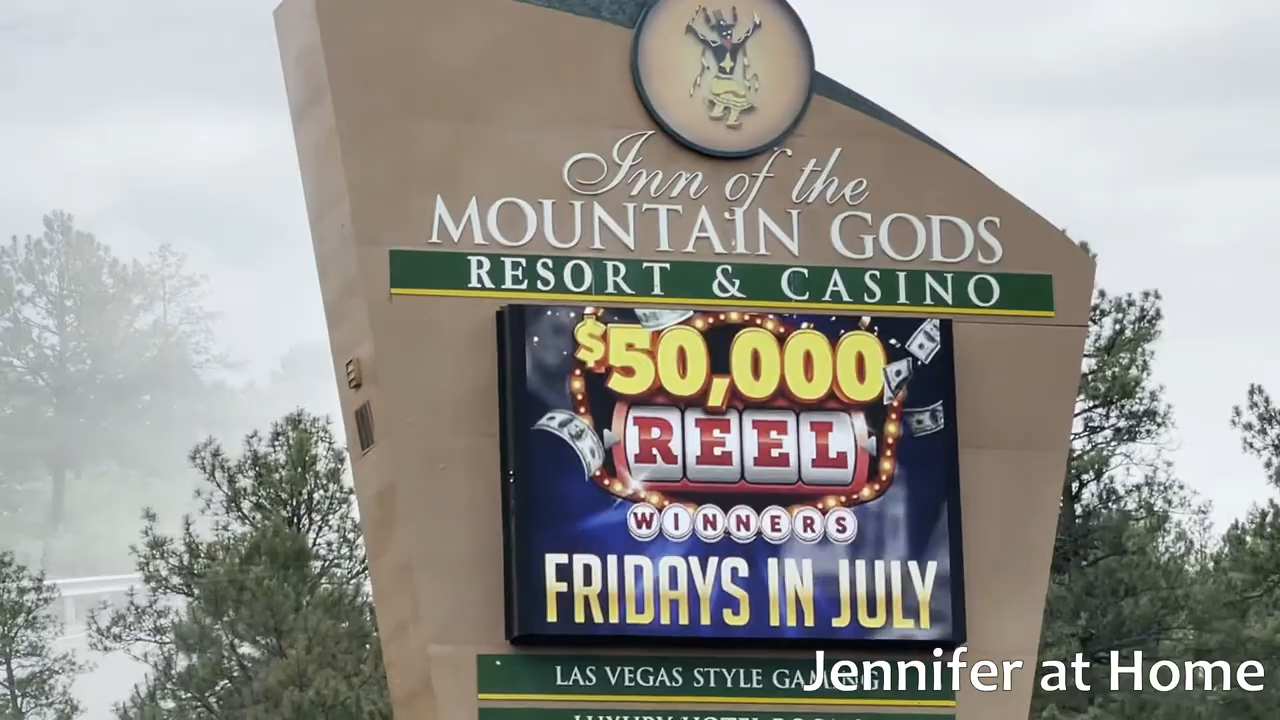 Inn of the
MOUNTAIN GODS
RESORT & CASINO
$50,000
REEL
WINNERS
FRIDAYS IN JULY
LAS VEGAS STYLE GAMING
Jennifer at Home